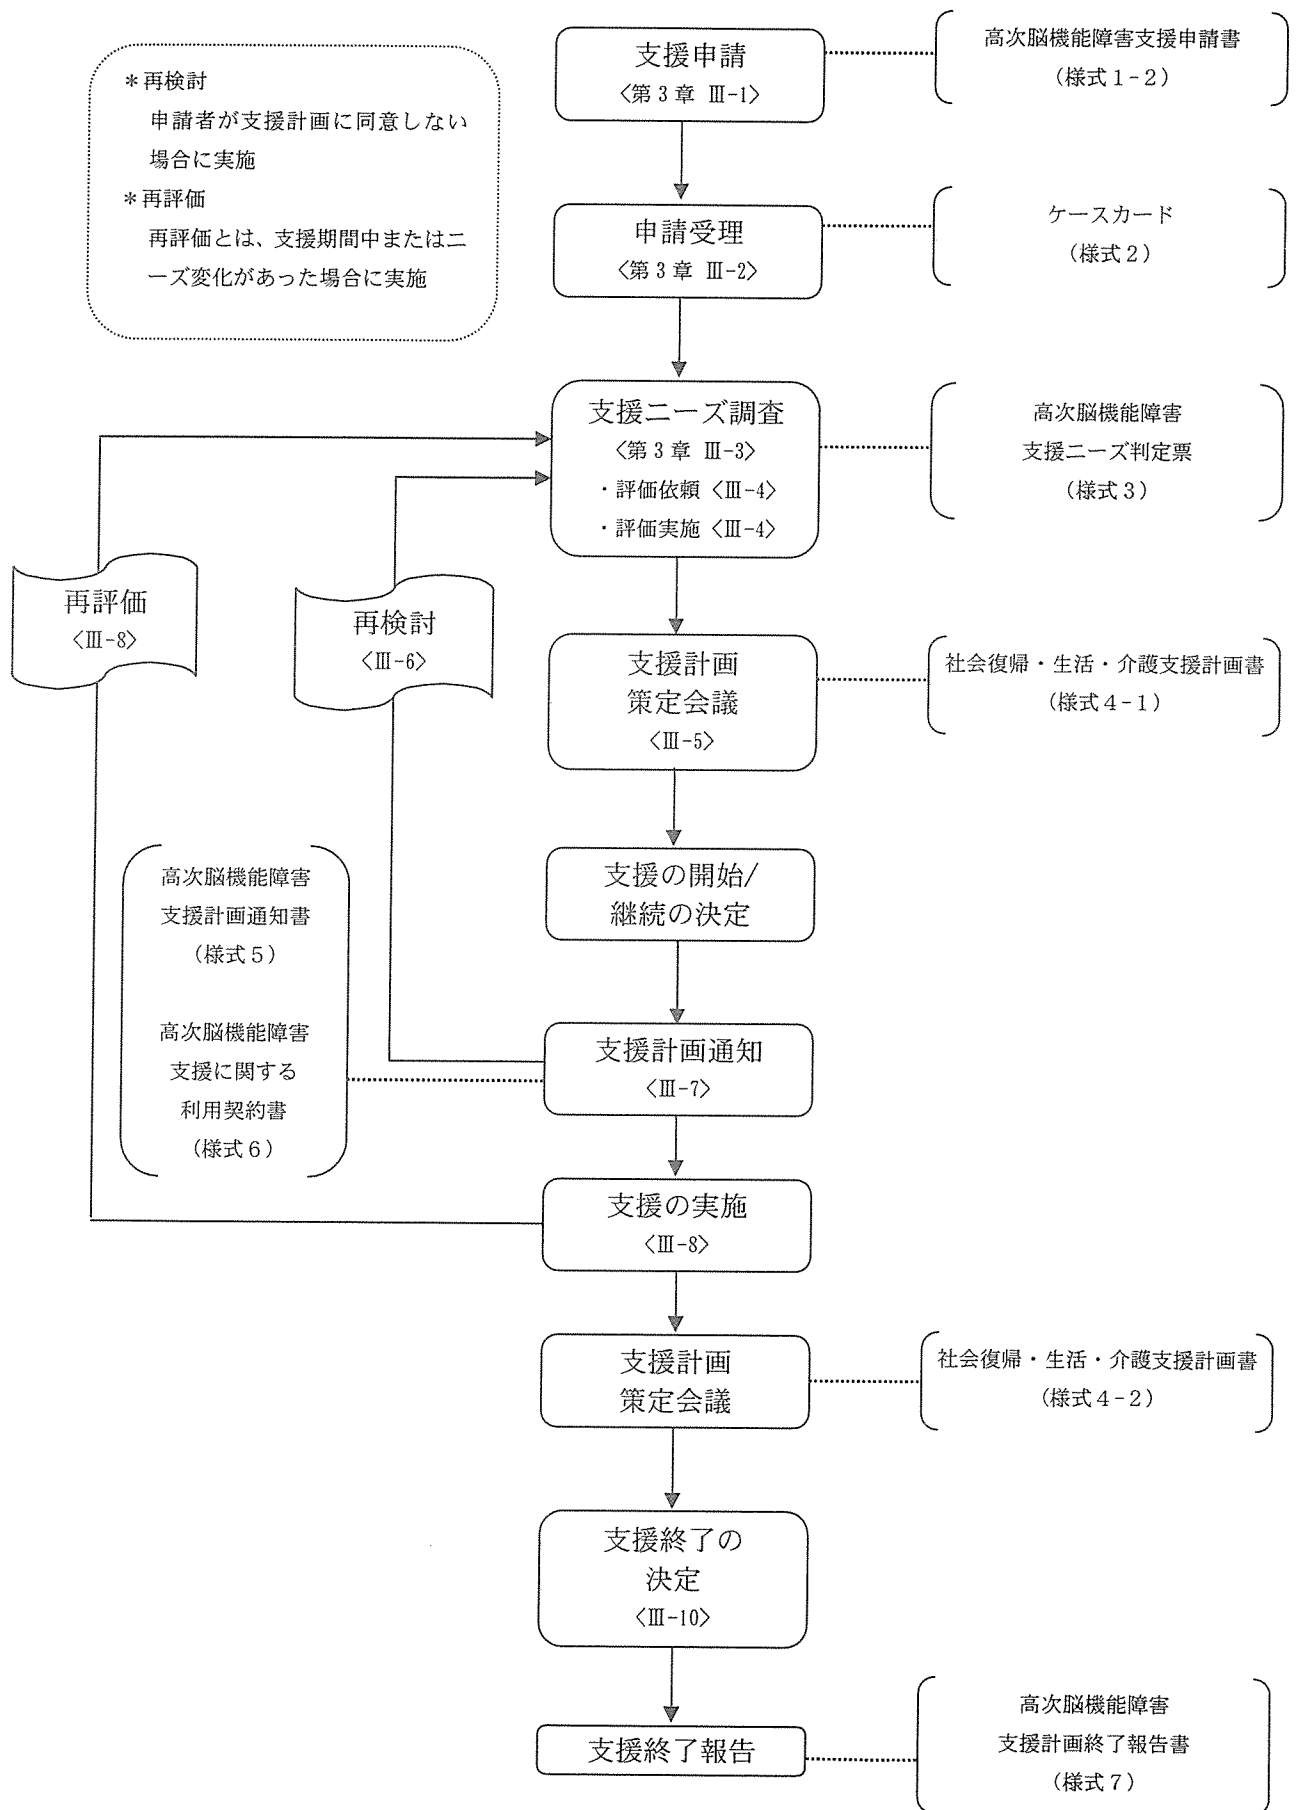 支援申請
〈第3章 Ⅲ-1〉
高次脳機能障害支援申請書
(様式1-2)
*再検討
申請者が支援計画に同意しない
場合に実施
*再評価
再評価とは、支援期間中またはニ
ーズ変化があった場合に実施
申請受理
〈第3章 Ⅲ-2〉
ケースカード
(様式2)
支援ニーズ調査
〈第3章 Ⅲ-3〉
・評価依頼〈Ⅲ-4〉
・評価実施〈Ⅲ-4〉
高次脳機能障害
支援ニーズ判定票
(様式3)
再評価
〈Ⅲ-8〉
再検討
〈Ⅲ-6〉
支援計画
策定会議
〈Ⅲ-5〉
社会復帰・生活・介護支援計画書
(様式4-1)
支援の開始/
継続の決定
高次脳機能障害
支援計画通知書
(様式5)
高次脳機能障害
支援に関する
利用契約書
(様式6)
支援計画通知
〈Ⅲ-7〉
支援の実施
〈Ⅲ-8〉
支援計画
策定会議
社会復帰・生活・介護支援計画書
(様式4-2)
支援終了の
決定
〈Ⅲ-10〉
支援終了報告
高次脳機能障害
支援計画終了報告書
(様式7)